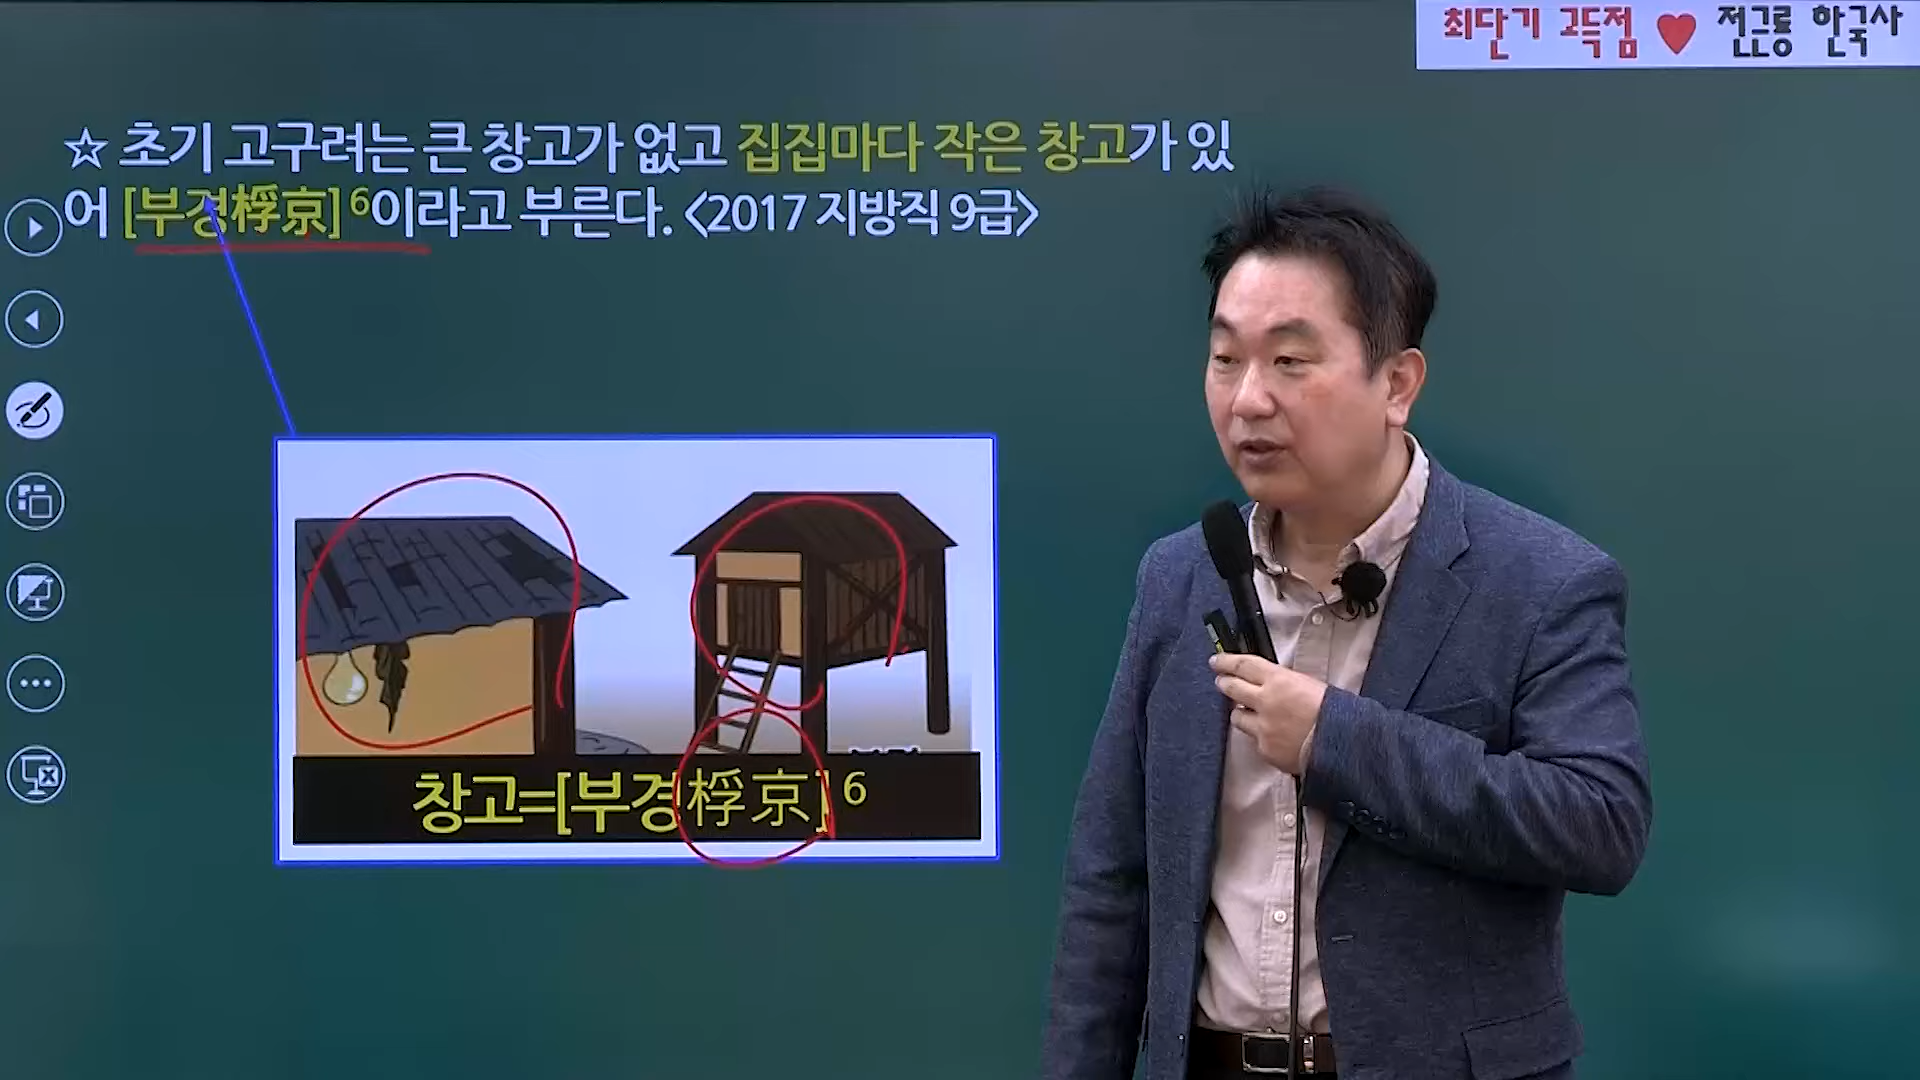 최단기 고득점 ♥ 전근룡 한국사
☆ 초기 고구려는 큰 창고가 없고 집집마다 작은 창고가 있
어 [부경桴京]⁶이라고 부른다. <2017 지방직 9급>
창고=[부경桴京]⁶